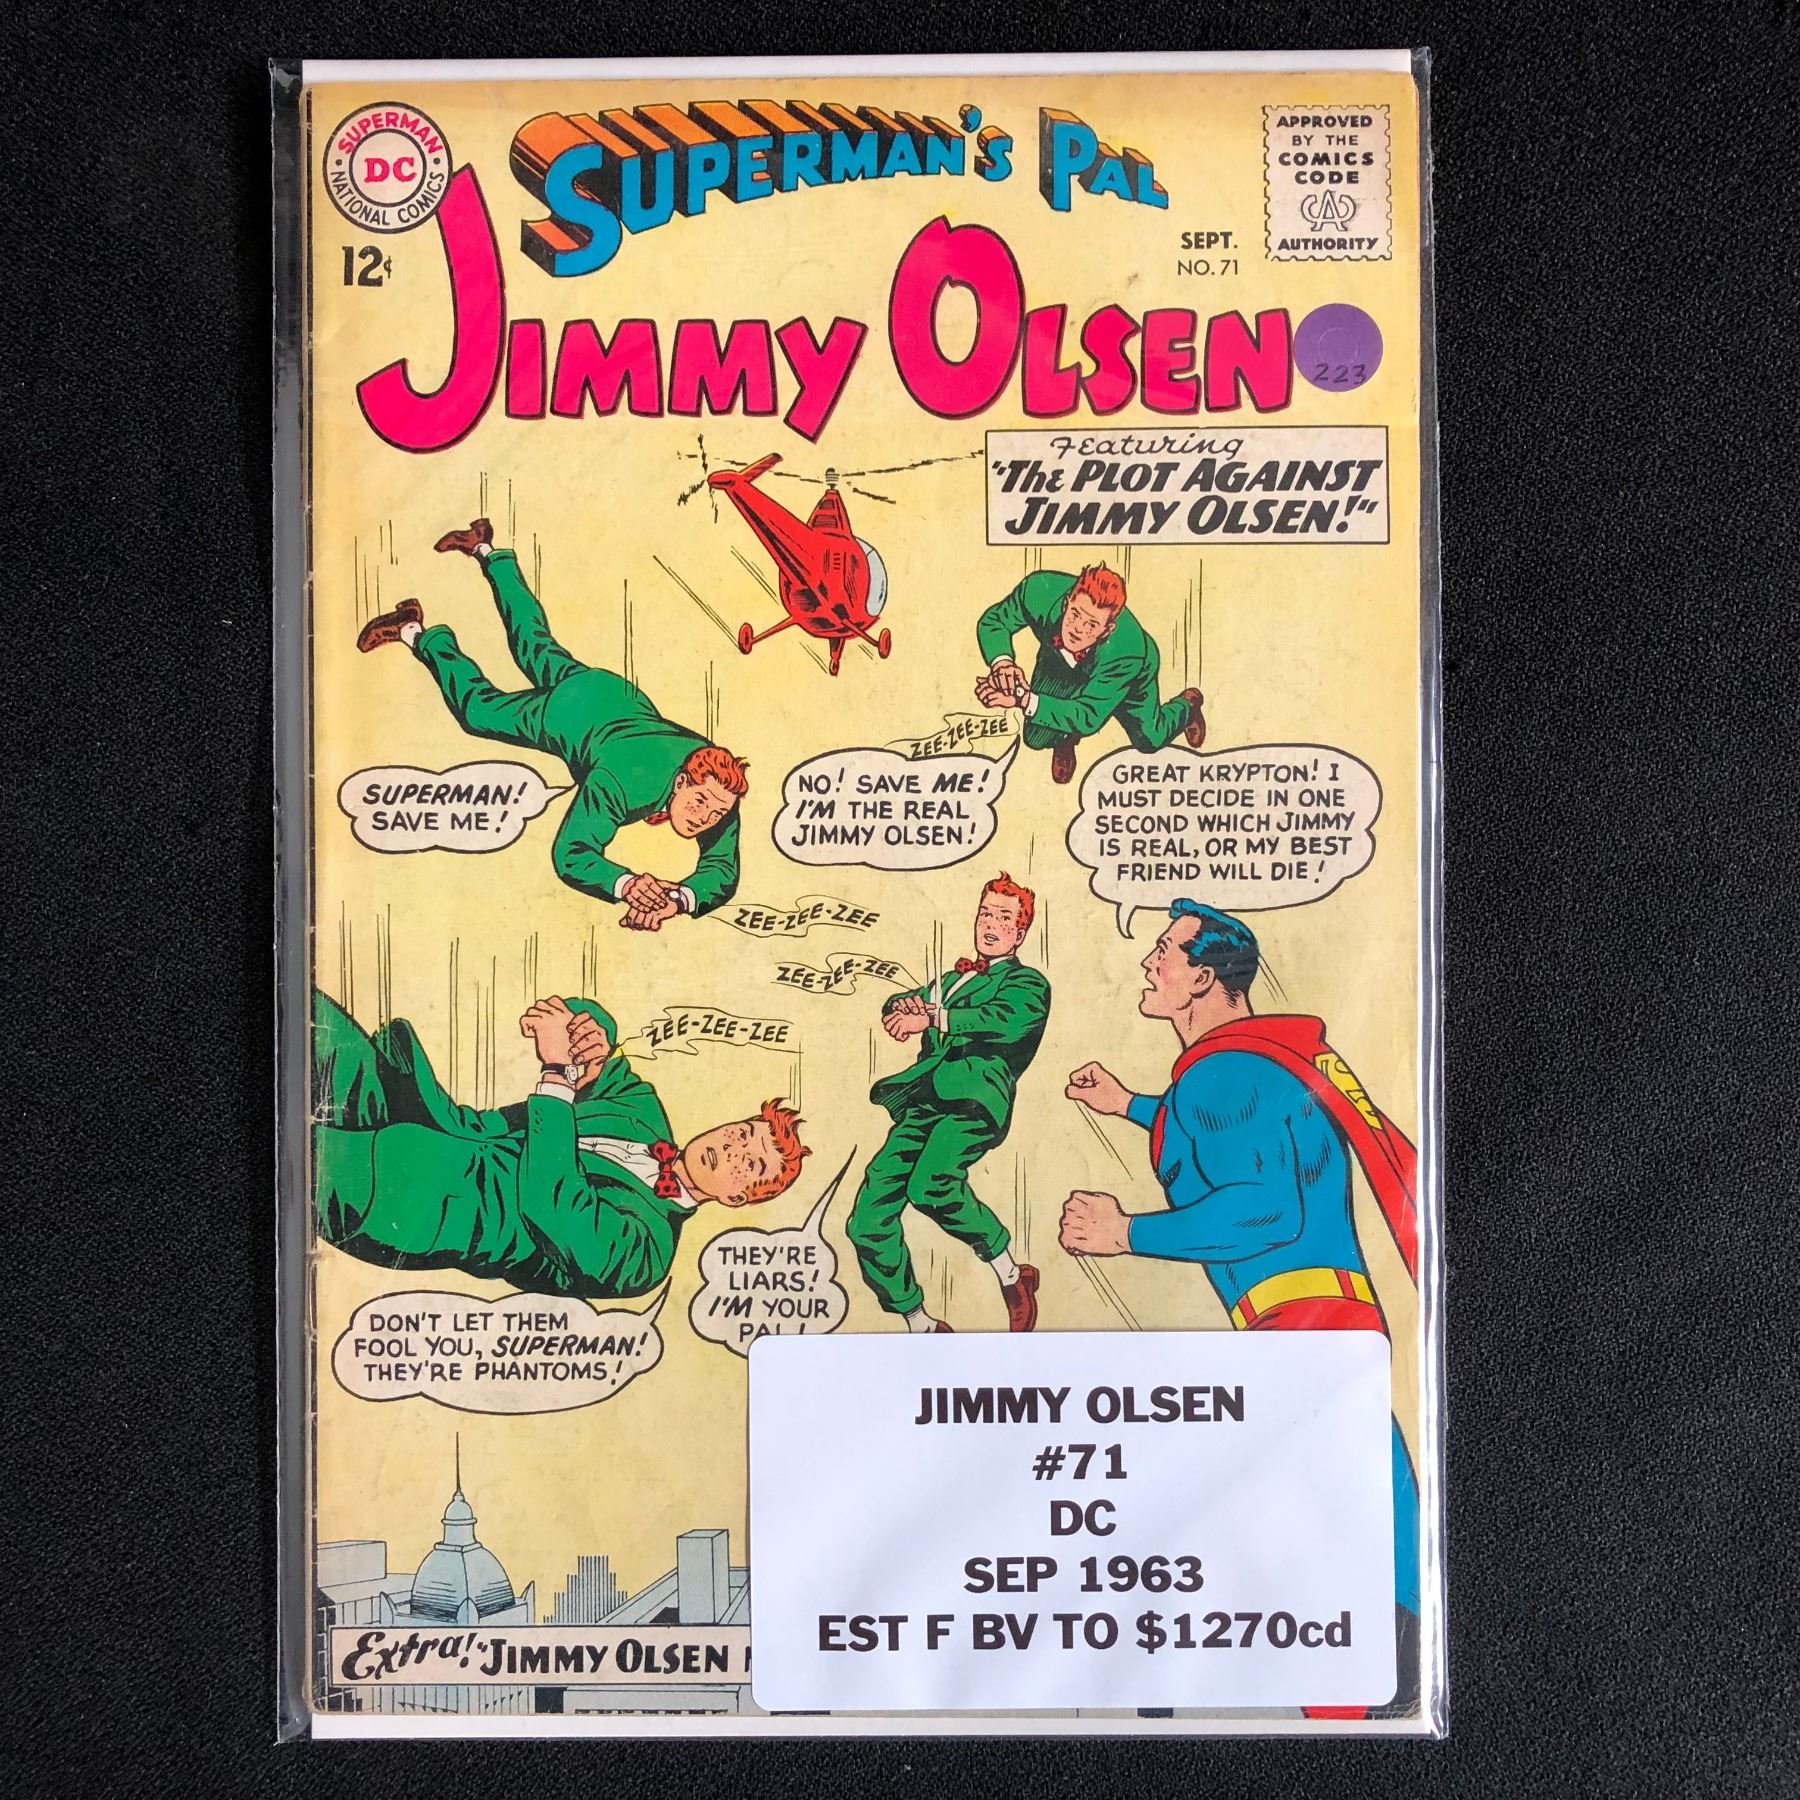 SUPERMAN
DC
NATIONAL COMICS
12¢
SUPERMAN'S PAL
JIMMY OLSEN
SEPT.
NO. 71
APPROVED
BY THE
COMICS
CODE
CA
AUTHORITY
223
Featuring
"The PLOT AGAINST
JIMMY OLSEN!"
SUPERMAN!
SAVE ME!
ZEE-ZEE-ZEE
NO! SAVE ME!
I'M THE REAL
JIMMY OLSEN!
ZEE-ZEE-ZEE
GREAT KRYPTON! I
MUST DECIDE IN ONE
SECOND WHICH JIMMY
IS REAL, OR MY BEST
FRIEND WILL DIE!
ZEE-ZEE-ZEE
ZEE-ZEE-ZEE
DON'T LET THEM
FOOL YOU, SUPERMAN!
THEY'RE PHANTOMS!
THEY'RE
LIARS!
I'M YOUR
PAL!
Extra! "JIMMY OLSEN
JIMMY OLSEN
#71
DC
SEP 1963
EST F BV TO $1270cd